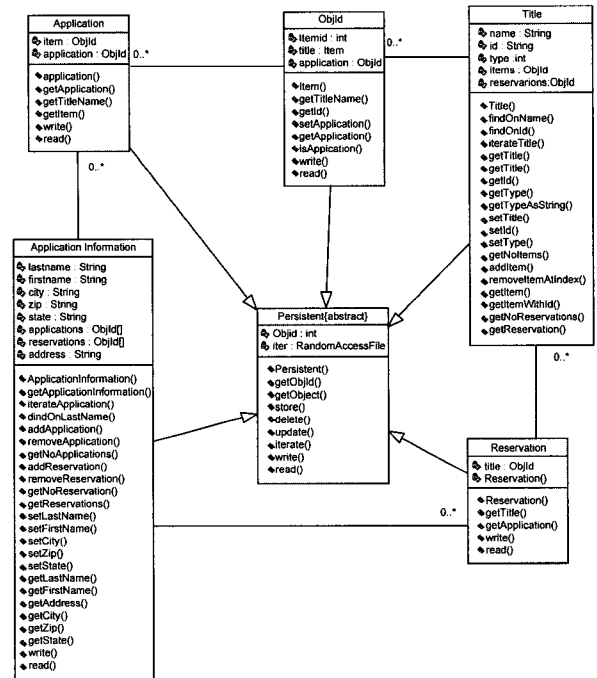 Application
item : ObjId
application : ObjId
application()
getApplication()
getTitleName()
getItem()
write()
read()
0..*
0..*
ObjId
Itemid : int
title : Item
application : ObjId
Item()
getTitleName()
getId()
setApplication()
getApplication()
isAppication()
write()
read()
0..*
Title
name : String
id : String
type :int
items : ObjId
reservarions:ObjId
Title()
findOnName()
findOnId()
iterateTitle()
getTitle()
getTitle()
getId()
getType()
getTypeAsString()
setTitle()
setId()
setType()
getNoItems()
addItem()
removeItemAtIndex()
getItem()
getItemWithId()
getNoReservations()
getReservation()
0..*
Application Information
lastname : String
firstname : String
city : String
zip : String
state : String
applications : ObjId[]
reservations : ObjId[]
address : String
ApplicationInformation()
getApplicationInformation()
iterateApplication()
dindOnLastName()
addApplication()
removeApplication()
getNoApplications()
addReservation()
removeReservation()
getNoReservation()
getReservations()
setLastName()
setFirstName()
setCity()
setZip()
setState()
getLastName()
getFirstName()
getAddress()
getCity()
getZip()
getState()
write()
read()
Persistent{abstract}
Objid : int
iter : RandomAccessFile
Persistent()
getObjId()
getObject()
store()
delete()
update()
iterate()
write()
read()
Reservation
title : ObjId
Reservation()
Reservation()
getTitle()
getApplication()
write()
read()
0..*